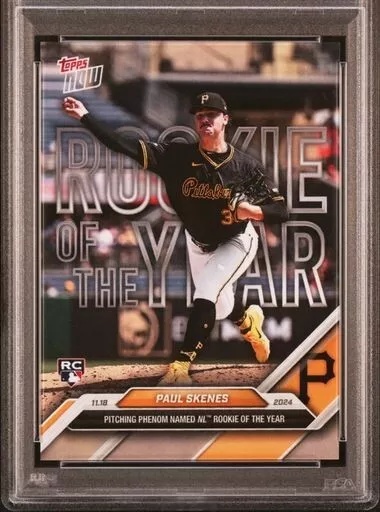 Topps
NOW
P
ROOKIE
Pittsburgh
3
OF THE YEAR
P
RC
11.18
PAUL SKENES
2024
PITCHING PHENOM NAMED NL™ ROOKIE OF THE YEAR